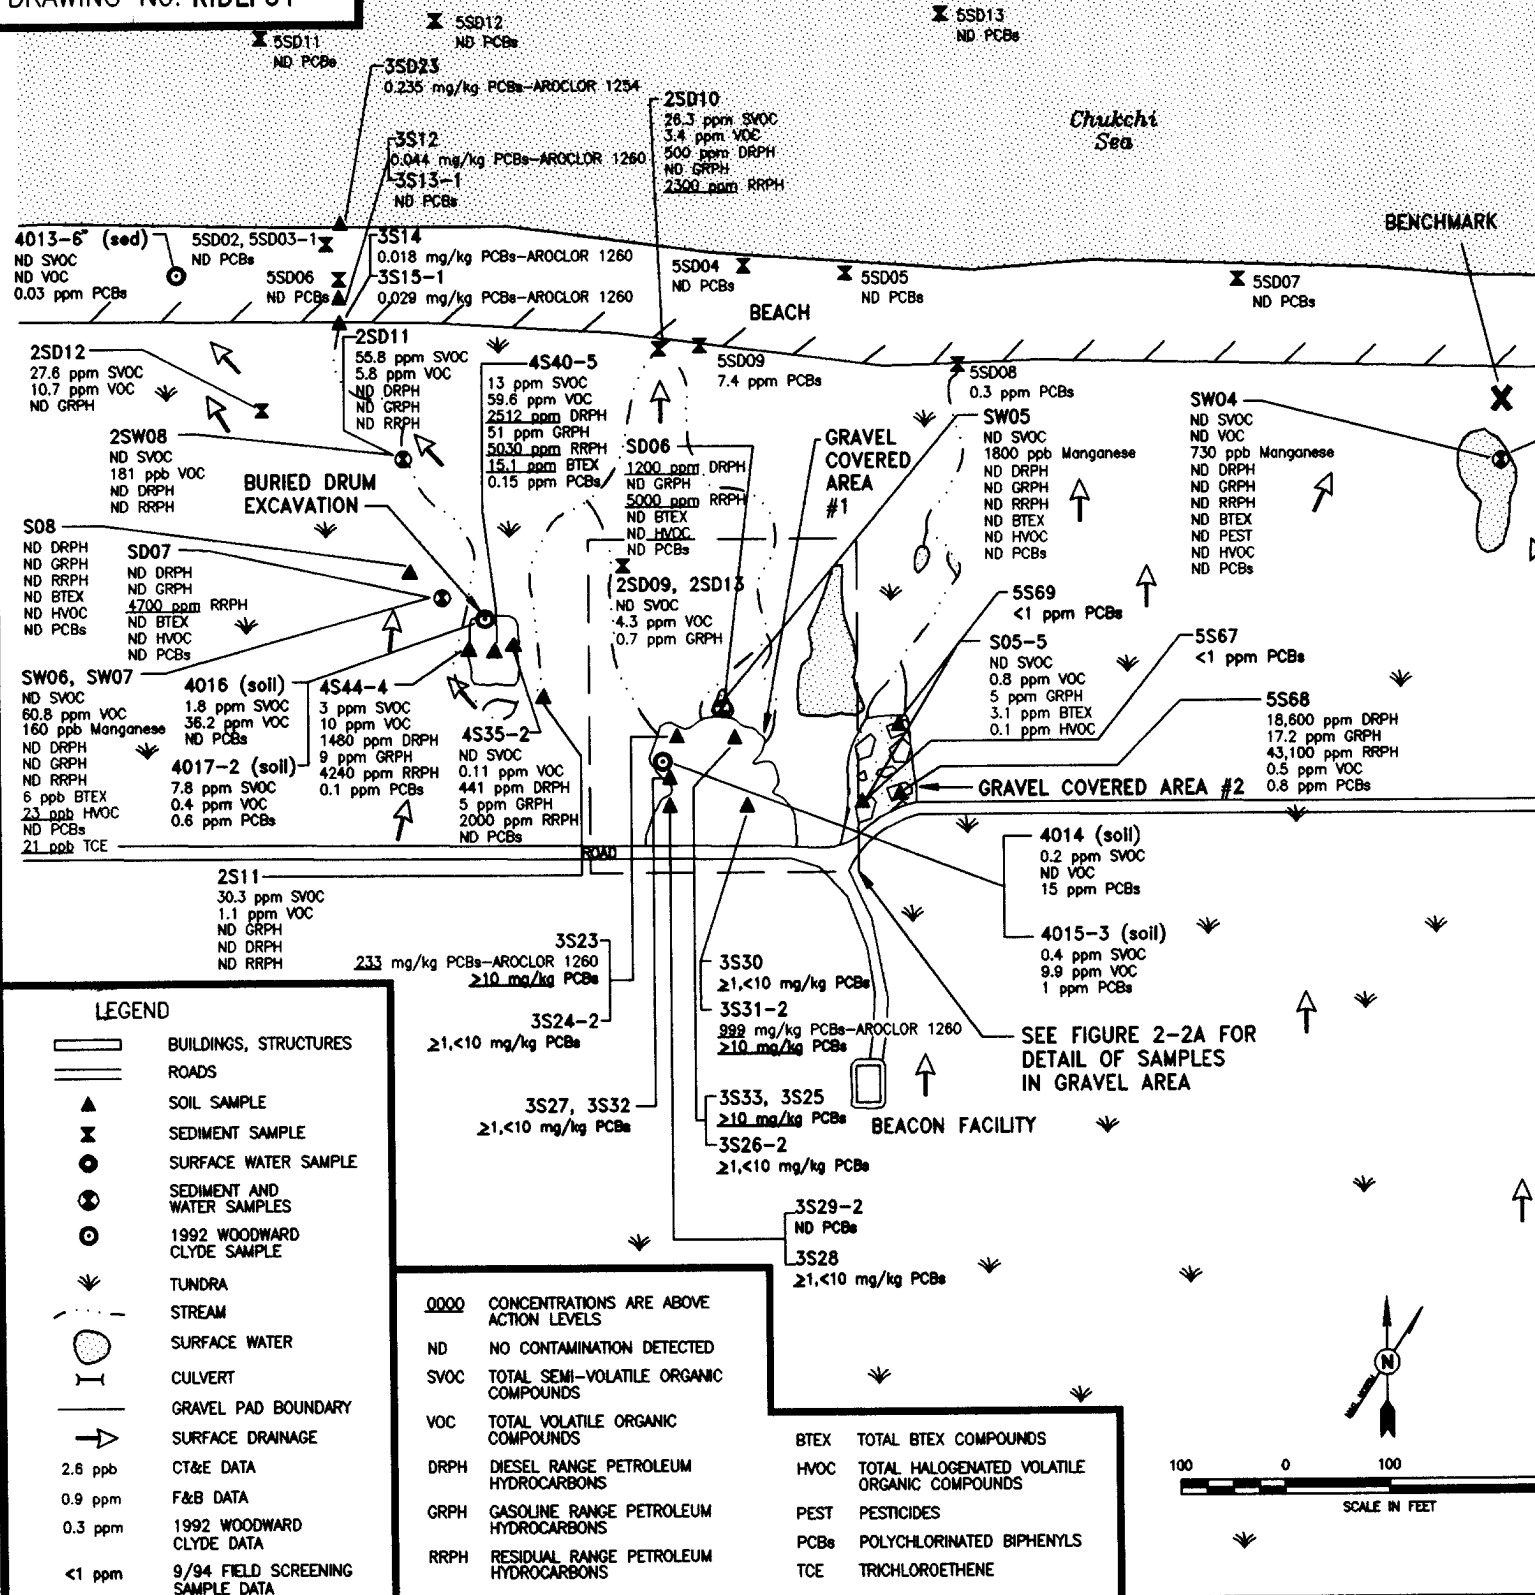 DRAWING NO. RIDLPS1
5SD11
ND PCBs
5SD12
ND PCBs
5SD13
ND PCBs
3SD23
0.235 mg/kg PCBs-AROCLOR 1254
2SD10
26.3 ppm SVOC
3.4 ppm VOC
500 ppm DRPH
ND GRPH
2300 ppm RRPH
Chukchi
Sea
3S12
0.044 mg/kg PCBs-AROCLOR 1260
3S13-1
ND PCBs
BENCHMARK
4013-6" (sed)
ND SVOC
ND VOC
0.03 ppm PCBs
5SD02, 5SD03-1
ND PCBs
5SD06
ND PCBs
3S14
0.018 mg/kg PCBs-AROCLOR 1260
3S15-1
0.029 mg/kg PCBs-AROCLOR 1260
5SD04
ND PCBs
5SD05
ND PCBs
5SD07
ND PCBs
BEACH
2SD12
27.6 ppm SVOC
10.7 ppm VOC
ND GRPH
2SD11
55.8 ppm SVOC
5.8 ppm VOC
ND DRPH
ND GRPH
ND RRPH
4S40-5
13 ppm SVOC
59.6 ppm VOC
2512 ppm DRPH
51 ppm GRPH
5030 ppm RRPH
15.1 ppm BTEX
0.15 ppm PCBs
5SD09
7.4 ppm PCBs
5SD08
0.3 ppm PCBs
2SW08
ND SVOC
181 ppb VOC
ND DRPH
ND RRPH
BURIED DRUM
EXCAVATION
SD06
1200 ppm DRPH
ND GRPH
5000 ppm RRPH
ND BTEX
ND HVOC
ND PCBs
GRAVEL
COVERED
AREA
#1
SW05
ND SVOC
1800 ppb Manganese
ND DRPH
ND GRPH
ND RRPH
ND BTEX
ND HVOC
ND PCBs
SW04
ND SVOC
ND VOC
730 ppb Manganese
ND DRPH
ND GRPH
ND RRPH
ND BTEX
ND PEST
ND HVOC
ND PCBs
S08
ND DRPH
ND GRPH
ND RRPH
ND BTEX
ND HVOC
ND PCBs
SD07
ND DRPH
ND GRPH
4700 ppm RRPH
ND BTEX
ND HVOC
ND PCBs
2SD09, 2SD13
ND SVOC
4.3 ppm VOC
0.7 ppm GRPH
5S69
<1 ppm PCBs
S05-5
ND SVOC
0.8 ppm VOC
5 ppm GRPH
3.1 ppm BTEX
0.1 ppm HVOC
5S67
<1 ppm PCBs
5S68
18,600 ppm DRPH
17.2 ppm GRPH
43,100 ppm RRPH
0.5 ppm VOC
0.8 ppm PCBs
SW06, SW07
ND SVOC
60.8 ppm VOC
160 ppb Manganese
ND DRPH
ND GRPH
ND RRPH
6 ppb BTEX
23 ppb HVOC
ND PCBs
21 ppb TCE
4016 (soil)
1.8 ppm SVOC
36.2 ppm VOC
ND PCBs
4017-2 (soil)
7.8 ppm SVOC
0.4 ppm VOC
0.6 ppm PCBs
4S44-4
3 ppm SVOC
10 ppm VOC
1480 ppm DRPH
9 ppm GRPH
4240 ppm RRPH
0.1 ppm PCBs
4S35-2
ND SVOC
0.11 ppm VOC
441 ppm DRPH
5 ppm GRPH
2000 ppm RRPH
ND PCBs
GRAVEL COVERED AREA #2
ROAD
2S11
30.3 ppm SVOC
1.1 ppm VOC
ND GRPH
ND DRPH
ND RRPH
4014 (soil)
0.2 ppm SVOC
ND VOC
15 ppm PCBs
4015-3 (soil)
0.4 ppm SVOC
9.9 ppm VOC
1 ppm PCBs
3S23
233 mg/kg PCBs-AROCLOR 1260
≥10 mg/kg PCBs
3S24-2
≥1,<10 mg/kg PCBs
3S30
≥1,<10 mg/kg PCBs
3S31-2
999 mg/kg PCBs-AROCLOR 1260
≥10 mg/kg PCBs
SEE FIGURE 2-2A FOR
DETAIL OF SAMPLES
IN GRAVEL AREA
3S27, 3S32
≥1,<10 mg/kg PCBs
3S33, 3S25
≥10 mg/kg PCBs
3S26-2
≥1,<10 mg/kg PCBs
BEACON FACILITY
3S29-2
ND PCBs
3S28
≥1,<10 mg/kg PCBs
LEGEND
BUILDINGS, STRUCTURES
ROADS
SOIL SAMPLE
SEDIMENT SAMPLE
SURFACE WATER SAMPLE
SEDIMENT AND
WATER SAMPLES
1992 WOODWARD
CLYDE SAMPLE
TUNDRA
STREAM
SURFACE WATER
CULVERT
GRAVEL PAD BOUNDARY
SURFACE DRAINAGE
2.6 ppb CT&E DATA
0.9 ppm F&B DATA
0.3 ppm 1992 WOODWARD
CLYDE DATA
<1 ppm 9/94 FIELD SCREENING
SAMPLE DATA
0000 CONCENTRATIONS ARE ABOVE
ACTION LEVELS
ND NO CONTAMINATION DETECTED
SVOC TOTAL SEMI-VOLATILE ORGANIC
COMPOUNDS
VOC TOTAL VOLATILE ORGANIC
COMPOUNDS
DRPH DIESEL RANGE PETROLEUM
HYDROCARBONS
GRPH GASOLINE RANGE PETROLEUM
HYDROCARBONS
RRPH RESIDUAL RANGE PETROLEUM
HYDROCARBONS
BTEX TOTAL BTEX COMPOUNDS
HVOC TOTAL HALOGENATED VOLATILE
ORGANIC COMPOUNDS
PEST PESTICIDES
PCBs POLYCHLORINATED BIPHENYLS
TCE TRICHLOROETHENE
N
100 0 100
SCALE IN FEET